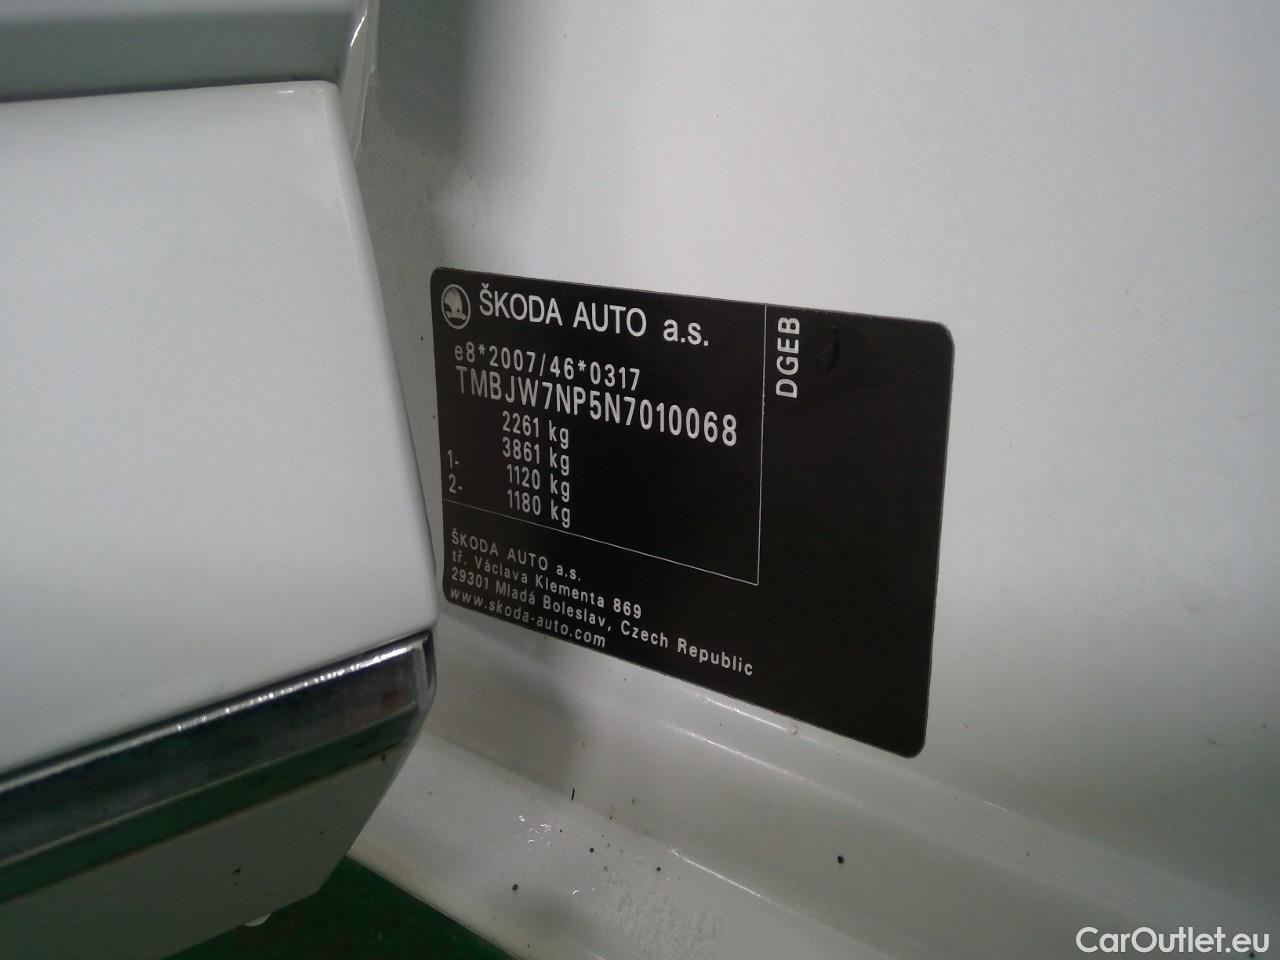 ŠKODA AUTO a.s.
e8*2007/46*0317
TMBJW7NP5N7010068
2261 kg
3861 kg
1- 1120 kg
2- 1180 kg
DGEB
ŠKODA AUTO a.s.
tř. Václava Klementa 869
29301 Mladá Boleslav, Czech Republic
www.skoda-auto.com
CarOutlet.eu